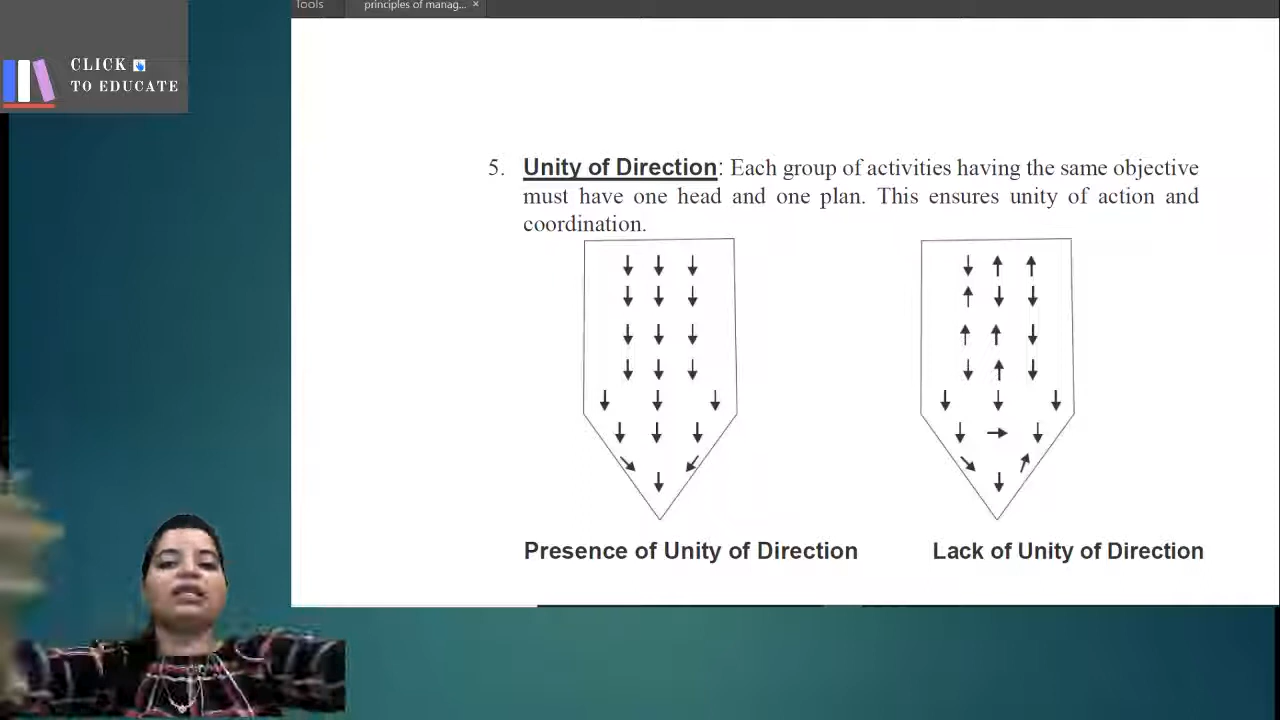 Tools principles of manag... ×
CLICK
TO EDUCATE
5. Unity of Direction: Each group of activities having the same objective
must have one head and one plan. This ensures unity of action and
coordination.
Presence of Unity of Direction Lack of Unity of Direction